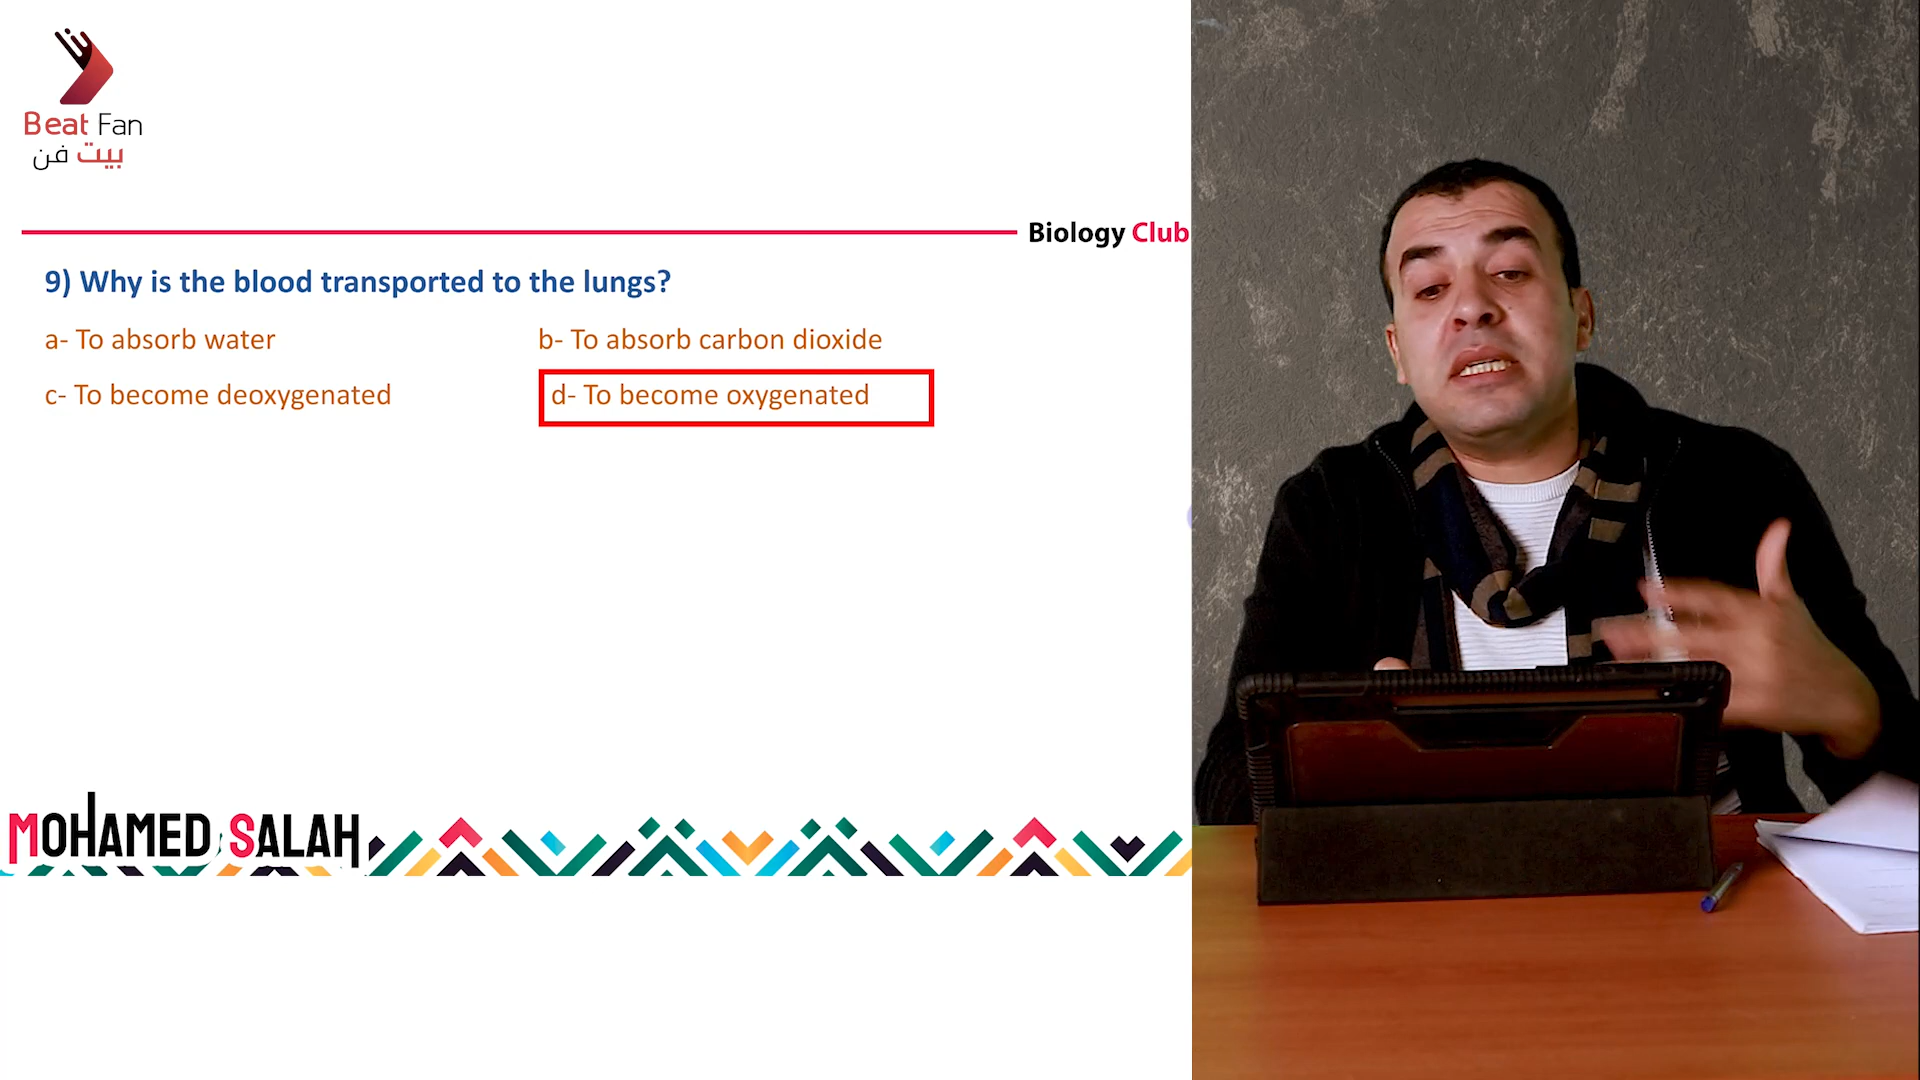 Beat Fan
بيت فن
Biology Club
9) Why is the blood transported to the lungs?
a- To absorb water
b- To absorb carbon dioxide
c- To become deoxygenated
d- To become oxygenated
MOHAMED SALAH